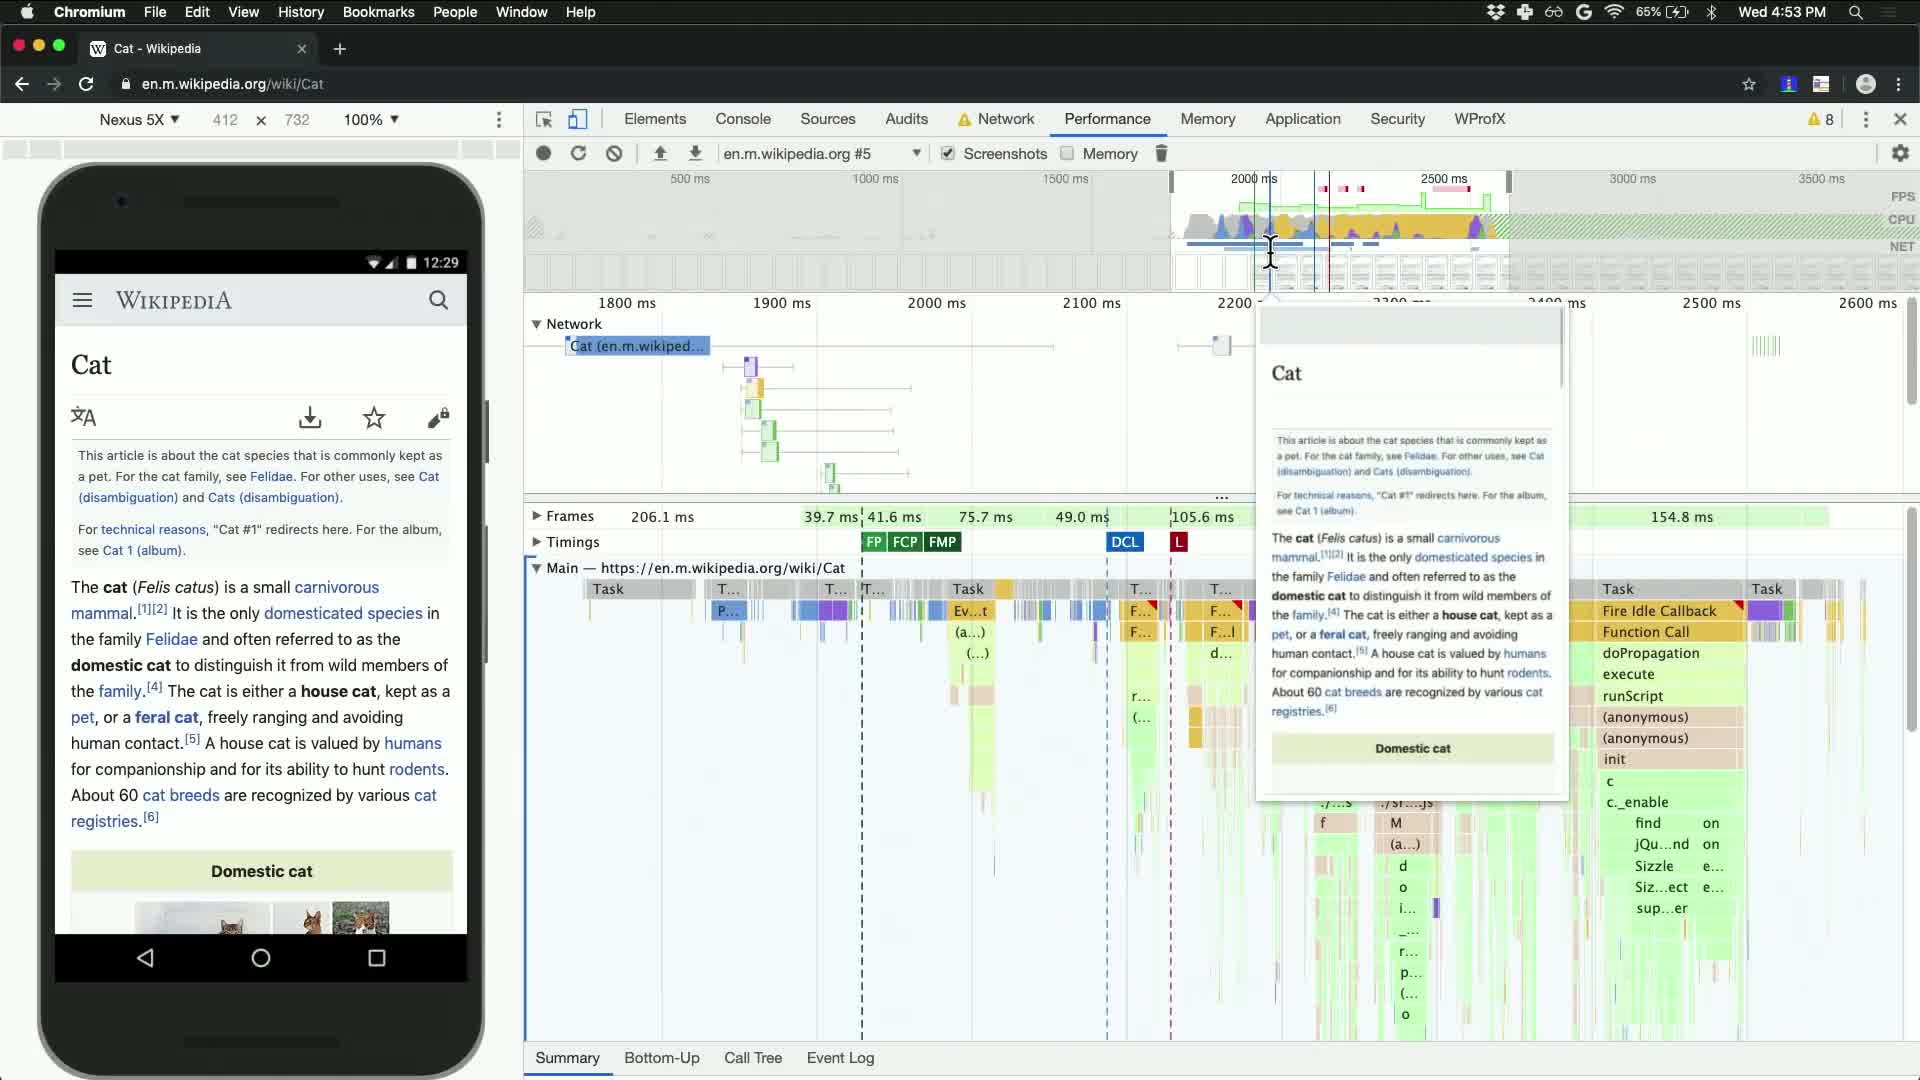 Chromium File Edit View History Bookmarks People Window Help 65% Wed 4:53 PM
W Cat - Wikipedia
en.m.wikipedia.org/wiki/Cat
Nexus 5X 412 × 732 100%
Elements Console Sources Audits Network Performance Memory Application Security WProfX 8
en.m.wikipedia.org #5 Screenshots Memory
500 ms 1000 ms 1500 ms 2000 ms 2500 ms 3000 ms 3500 ms
FPS
CPU
NET
12:29
WIKIPEDIA
Cat
This article is about the cat species that is commonly kept as
a pet. For the cat family, see Felidae. For other uses, see Cat
(disambiguation) and Cats (disambiguation).
For technical reasons, "Cat #1" redirects here. For the album,
see Cat 1 (album).
The cat (Felis catus) is a small carnivorous
mammal.[1][2] It is the only domesticated species in
the family Felidae and often referred to as the
domestic cat to distinguish it from wild members of
the family.[4] The cat is either a house cat, kept as a
pet, or a feral cat, freely ranging and avoiding
human contact.[5] A house cat is valued by humans
for companionship and for its ability to hunt rodents.
About 60 cat breeds are recognized by various cat
registries.[6]
Domestic cat
1800 ms 1900 ms 2000 ms 2100 ms 2200 2400 ms 2500 ms 2600 ms
Network
Cat (en.m.wikiped…
Frames 206.1 ms 39.7 ms 41.6 ms 75.7 ms 49.0 ms 105.6 ms 154.8 ms
Timings FP FCP FMP DCL L
Main — https://en.m.wikipedia.org/wiki/Cat
Task T… T… T… Task T… T… Task Task
P… Ev…t F… F… Fire Idle Callback
(a…) F… F…l Function Call
(…) d… doPropagation
execute
r… runScript
(… (anonymous)
(anonymous)
init
c
c._enable
f M find on
(a…) jQu…nd on
d Sizzle e…
o Siz…ect e…
i… sup…er
_…
r…
p…
(…
o
Cat
This article is about the cat species that is commonly kept as
a pet. For the cat family, see Felidae. For other uses, see Cat
(disambiguation) and Cats (disambiguation).
For technical reasons, "Cat #1" redirects here. For the album,
see Cat 1 (album).
The cat (Felis catus) is a small carnivorous
mammal.[1][2] It is the only domesticated species in
the family Felidae and often referred to as the
domestic cat to distinguish it from wild members of
the family.[4] The cat is either a house cat, kept as a
pet, or a feral cat, freely ranging and avoiding
human contact.[5] A house cat is valued by humans
for companionship and for its ability to hunt rodents.
About 60 cat breeds are recognized by various cat
registries.[6]
Domestic cat
Summary Bottom-Up Call Tree Event Log